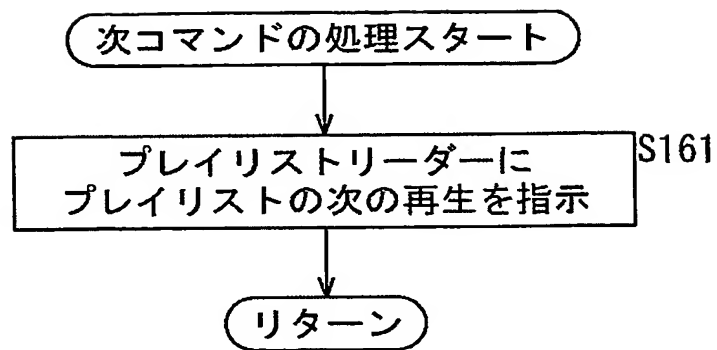 次コマンドの処理スタート
プレイリストリーダーに
プレイリストの次の再生を指示
S161
リターン